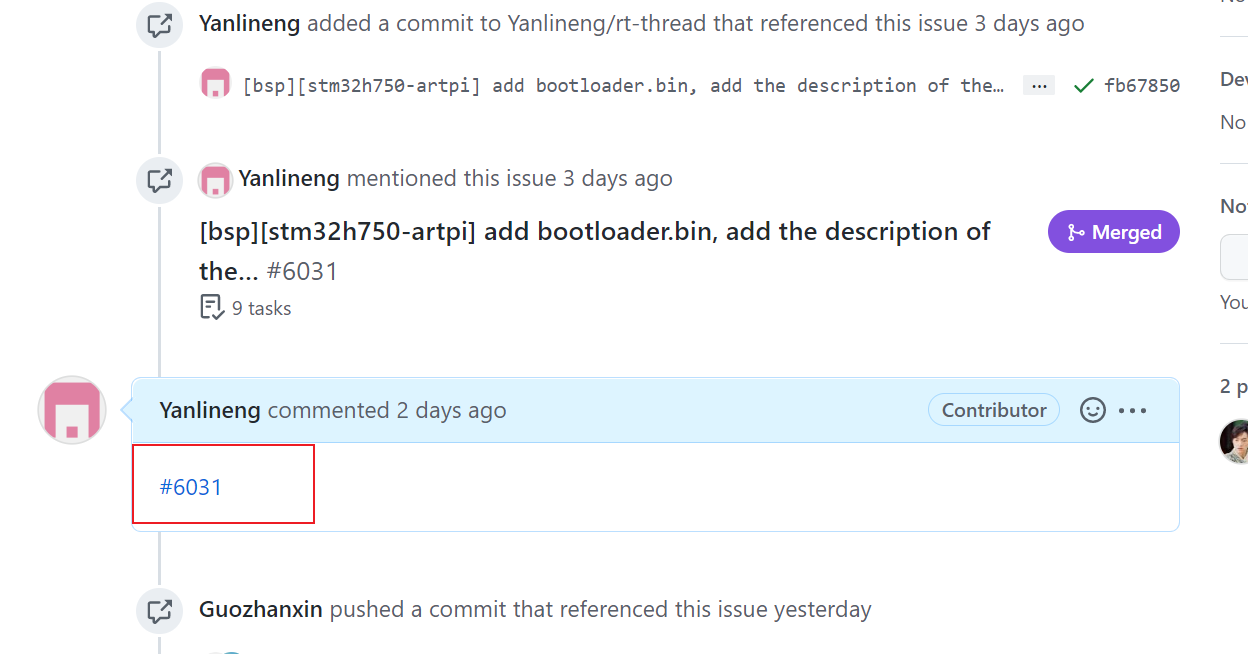 Yanlineng added a commit to Yanlineng/rt-thread that referenced this issue 3 days ago
[bsp][stm32h750-artpi] add bootloader.bin, add the description of the… ... fb67850
Yanlineng mentioned this issue 3 days ago
[bsp][stm32h750-artpi] add bootloader.bin, add the description of
the... #6031
Merged
9 tasks
Yanlineng commented 2 days ago
Contributor
#6031
Guozhanxin pushed a commit that referenced this issue yesterday
No
You
2 p